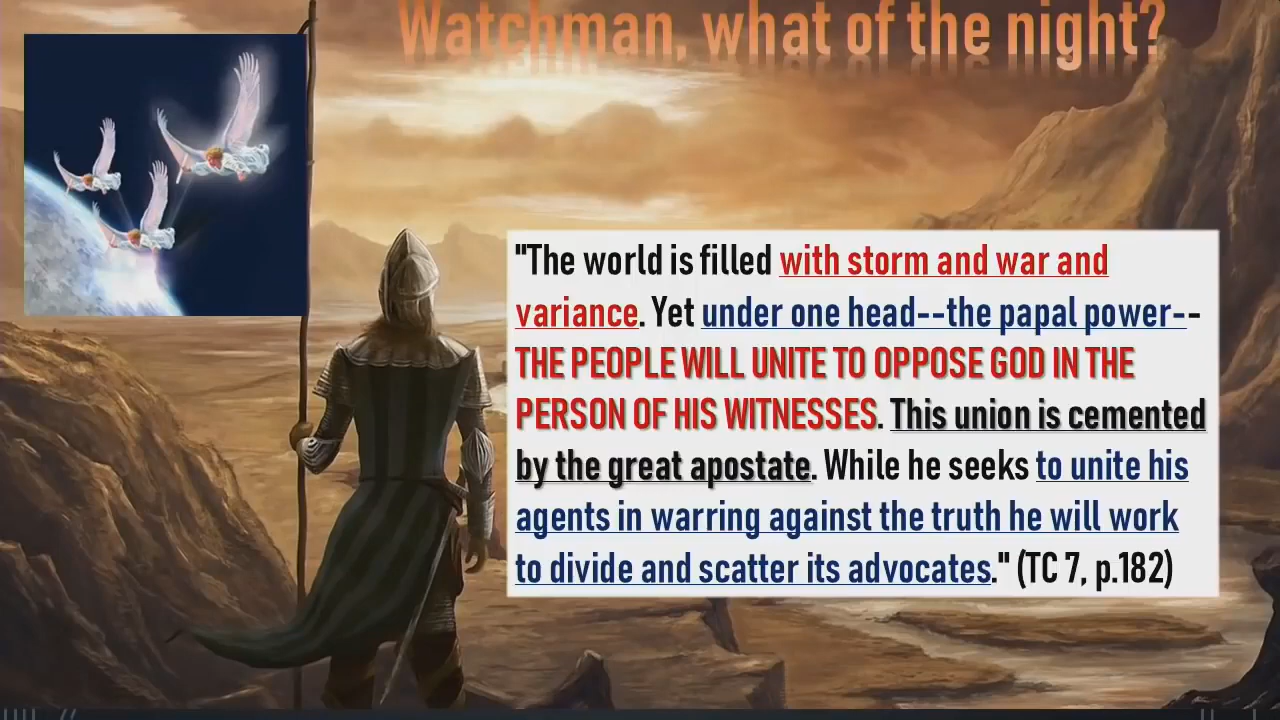 Watchman, what of the night?
"The world is filled with storm and war and
variance. Yet under one head--the papal power--
THE PEOPLE WILL UNITE TO OPPOSE GOD IN THE
PERSON OF HIS WITNESSES. This union is cemented
by the great apostate. While he seeks to unite his
agents in warring against the truth he will work
to divide and scatter its advocates." (TC 7, p.182)